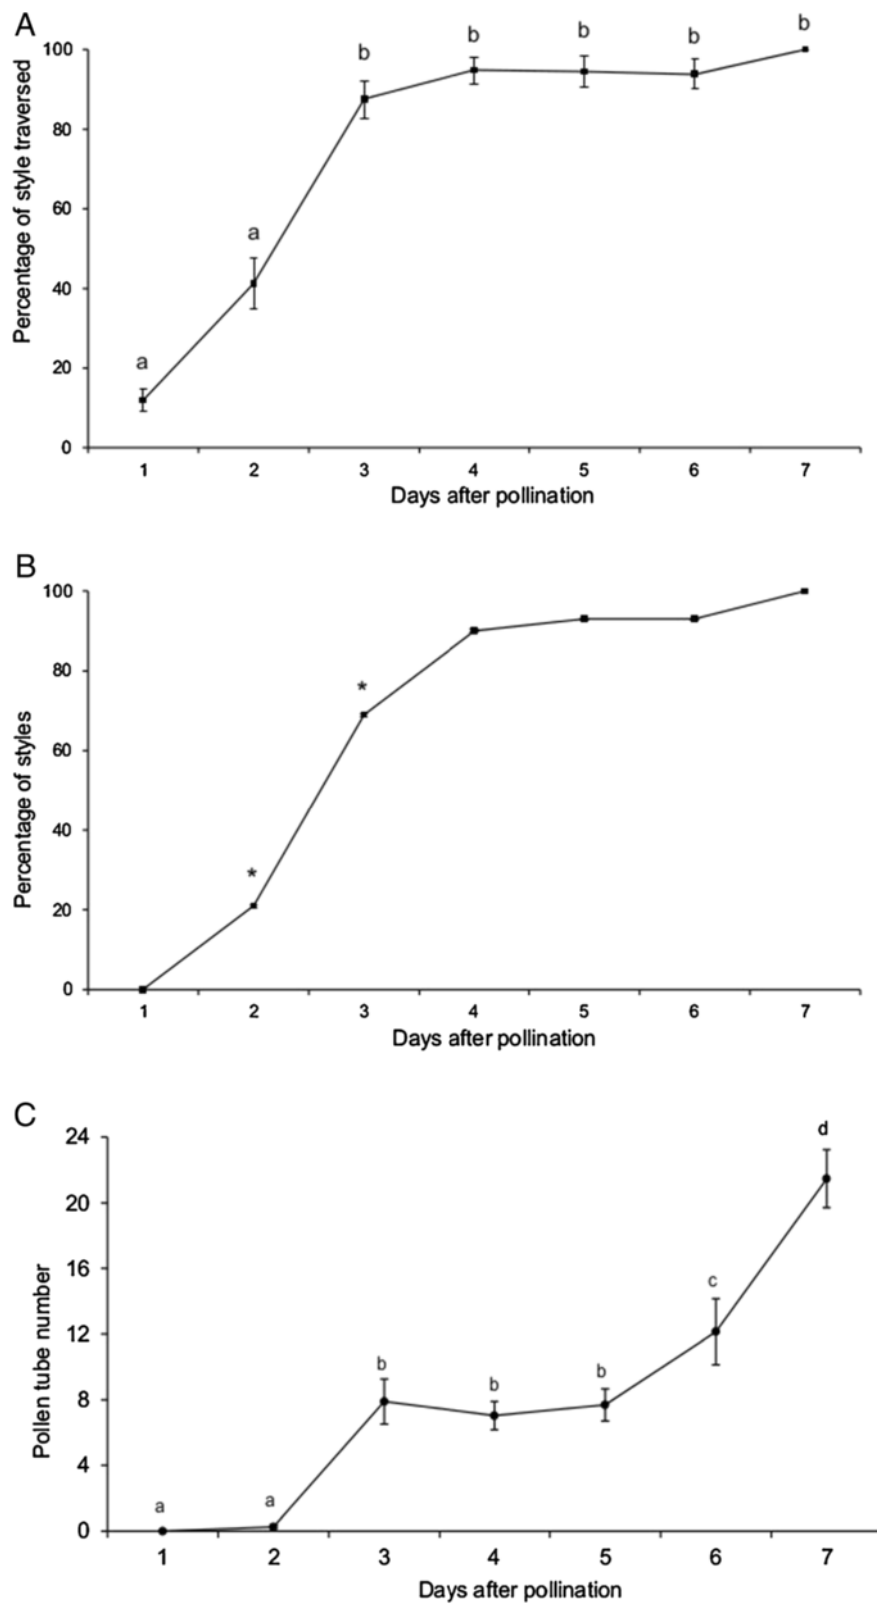 A
Percentage of style traversed
100
80
60
40
20
0
a
a
b
b
b
b
b
1 2 3 4 5 6 7
Days after pollination
B
Percentage of styles
100
80
60
40
20
0
*
*
1 2 3 4 5 6 7
Days after pollination
C
Pollen tube number
24
20
16
12
8
4
0
a
a
b
b
b
c
d
1 2 3 4 5 6 7
Days after pollination